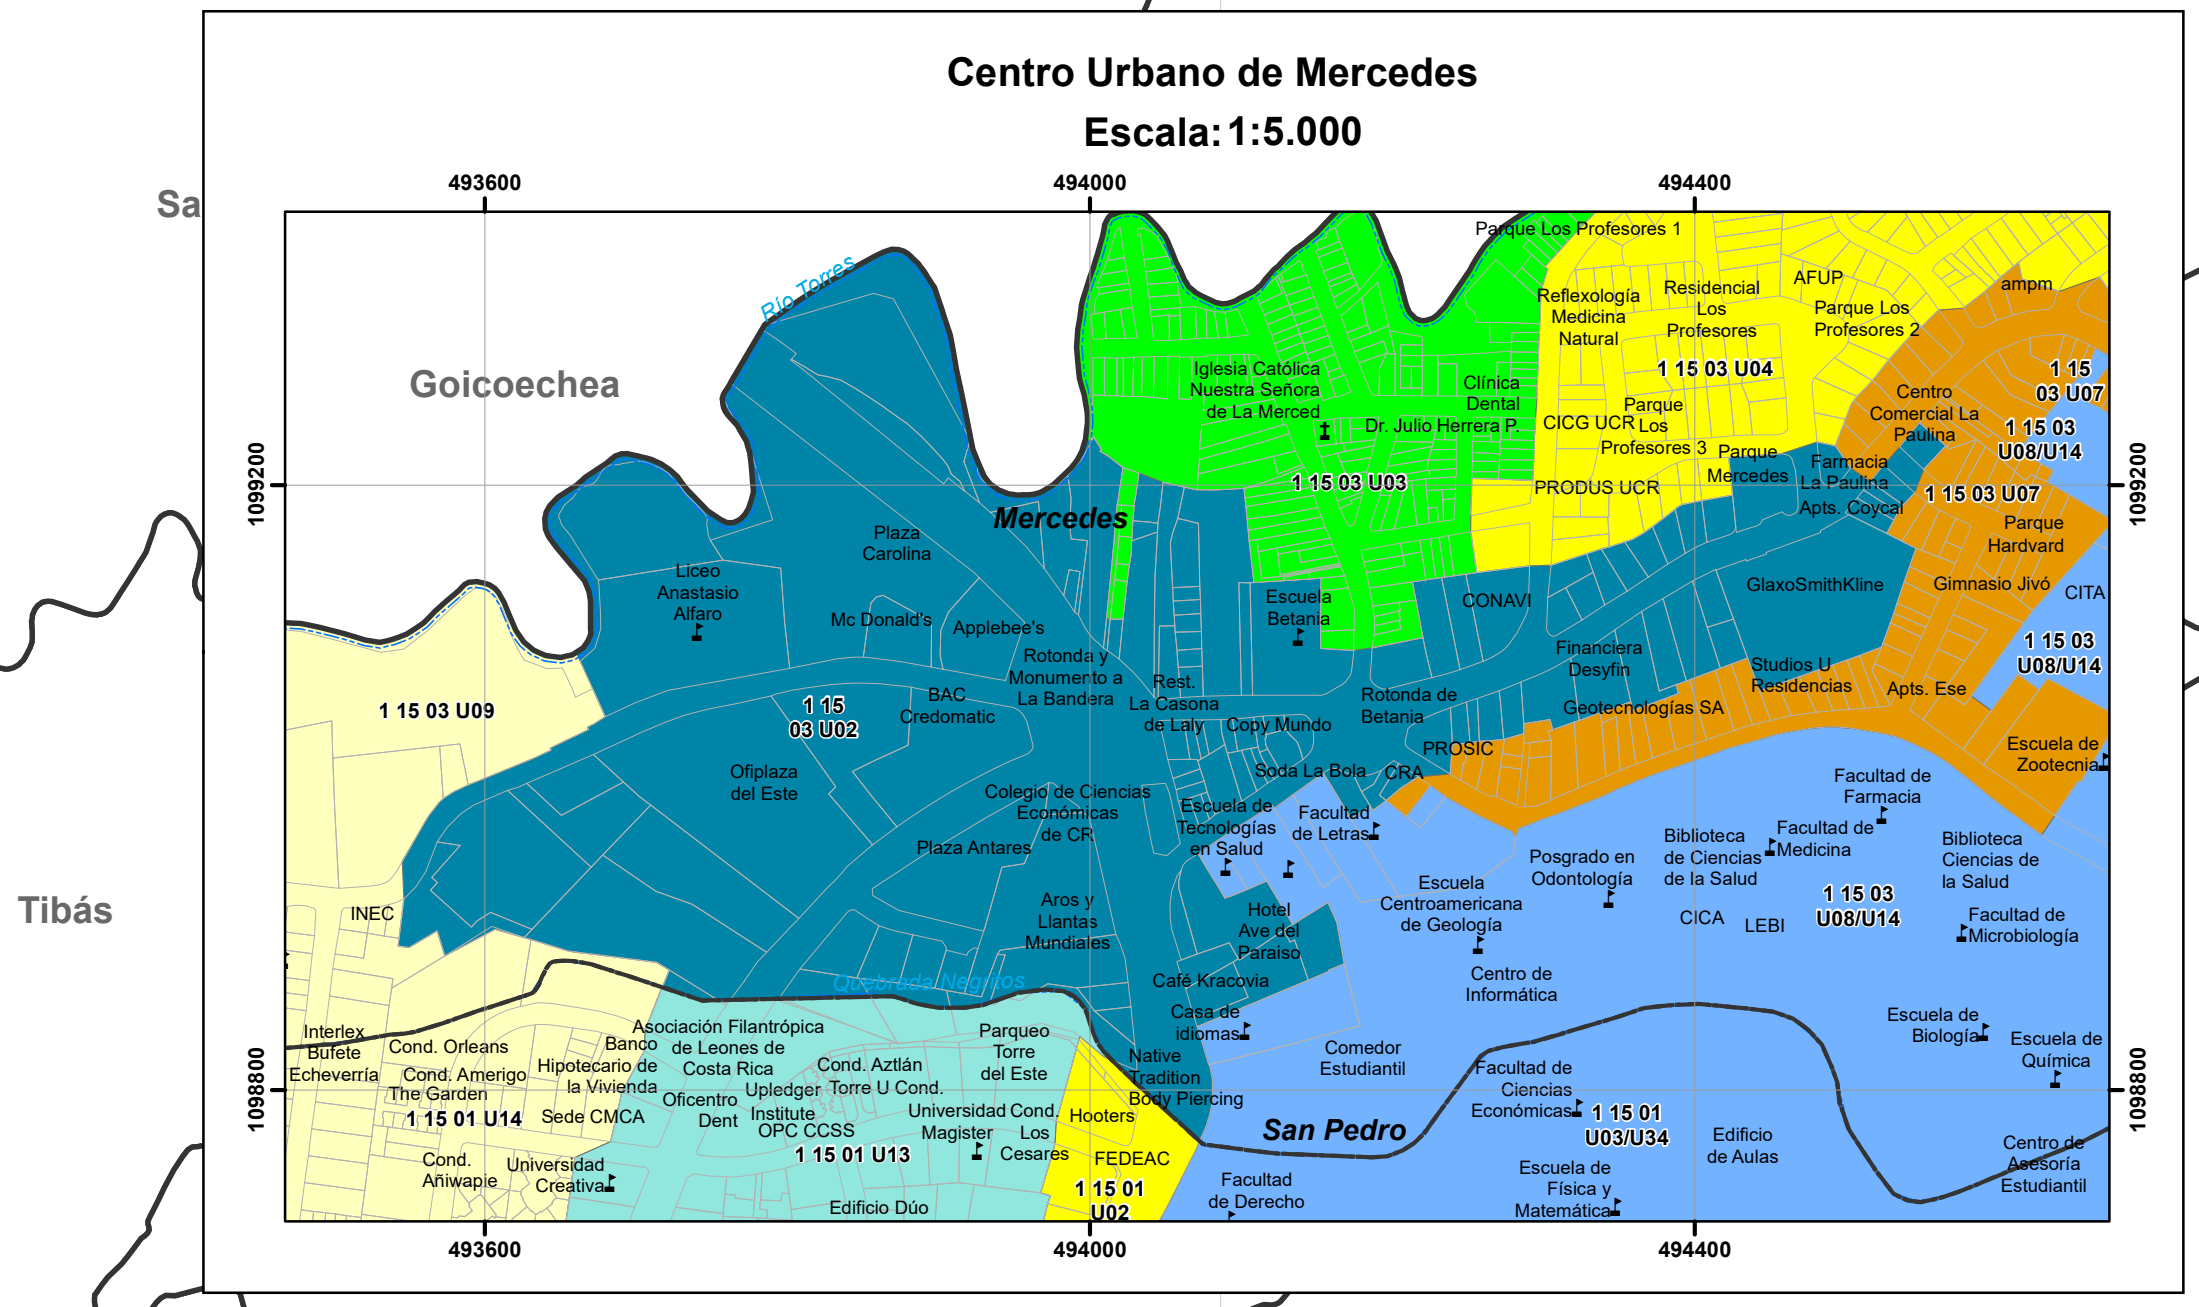 Centro Urbano de Mercedes
Escala: 1:5.000
493600
494000
494400
Sa
Goicoechea
Tibás
1099200
1098800
1099200
1098800
Río Torres
Parque Los Profesores 1
AFUP
ampm
Reflexología
Medicina
Natural
Residencial
Los
Profesores
Parque Los
Profesores 2
1 15 03 U04
1 15
03 U07
Iglesia Católica
Nuestra Señora
de La Merced
Clínica
Dental
Dr. Julio Herrera P.
CICG UCR
Parque
Los
Profesores 3
Centro
Comercial La
Paulina
1 15 03
U08/U14
1 15 03 U03
PRODUS UCR
Parque
Mercedes
Farmacia
La Paulina
Apts. Coycal
1 15 03 U07
Mercedes
Parque
Hardvard
Plaza
Carolina
Liceo
Anastasio
Alfaro
Mc Donald's
Applebee's
Escuela
Betania
CONAVI
GlaxoSmithKline
Gimnasio Jivó
CITA
1 15 03
U08/U14
Rotonda y
Monumento a
La Bandera
Financiera
Desyfin
Studios U
Residencias
Apts. Ese
1 15 03 U09
1 15
03 U02
BAC
Credomatic
Rest.
La Casona
de Laly
Rotonda de
Betania
Geotecnologías SA
Copy Mundo
PROSIC
Escuela de
Zootecnia
Ofiplaza
del Este
Soda La Bola
CRA
Colegio de Ciencias
Económicas
de CR
Escuela de
Tecnologías
en Salud
Facultad
de Letras
Facultad de
Farmacia
Plaza Antares
Posgrado en
Odontología
Biblioteca
de Ciencias
de la Salud
Facultad de
Medicina
Biblioteca
Ciencias de
la Salud
Escuela
Centroamericana
de Geología
1 15 03
U08/U14
INEC
Aros y
Llantas
Mundiales
Hotel
Ave del
Paraiso
CICA
LEBI
Facultad de
Microbiología
Quebrada Negritos
Café Kracovia
Centro de
Informática
Casa de
idiomas
Escuela de
Biología
Escuela de
Química
Interlex
Bufete
Echeverría
Cond. Orleans
Cond. Amerigo
The Garden
1 15 01 U14
Banco
Hipotecario de
la Vivienda
Sede CMCA
Asociación Filantrópica
de Leones de
Costa Rica
Oficentro
Dent
Upledger
Institute
OPC CCSS
Cond. Aztlán
Torre U Cond.
Parqueo
Torre
del Este
Universidad
Magister
Cond.
Los
Cesares
1 15 01 U13
Native
Tradition
Body Piercing
Comedor
Estudiantil
Hooters
Facultad de
Ciencias
Económicas
1 15 01
U03/U34
San Pedro
Edificio
de Aulas
Centro de
Asesoría
Estudiantil
Cond.
Añiwapie
Universidad
Creativa
FEDEAC
1 15 01
U02
Edificio Dúo
Facultad
de Derecho
Escuela de
Física y
Matemática
493600
494000
494400